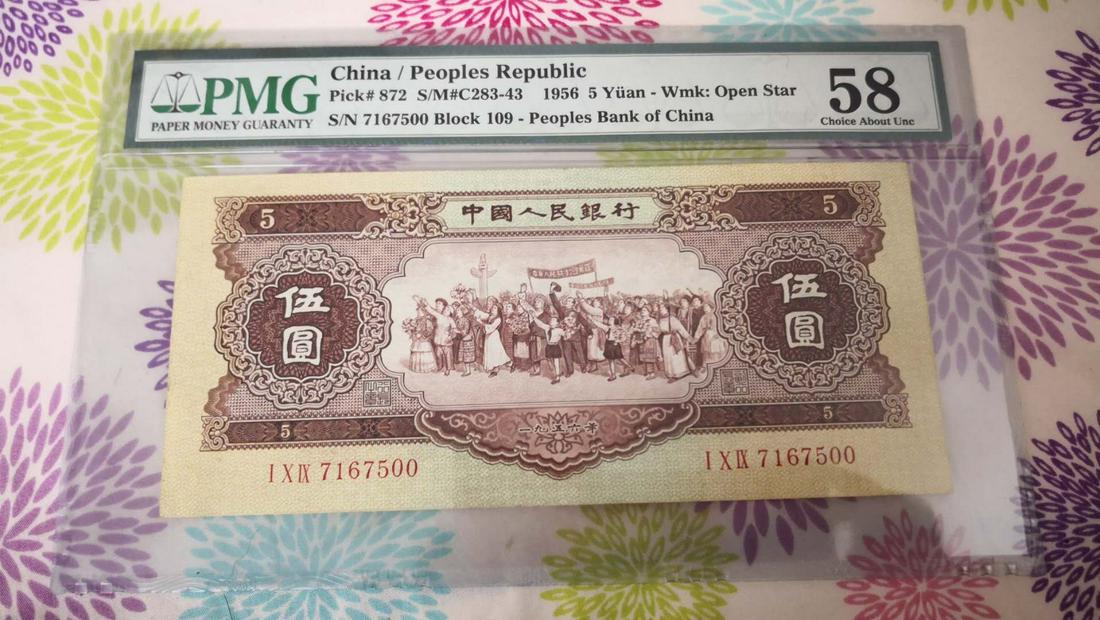 PMG
PAPER MONEY GUARANTY
China / Peoples Republic
Pick# 872 S/M#C283-43 1956 5 Yüan - Wmk: Open Star
S/N 7167500 Block 109 - Peoples Bank of China
58
Choice About Unc
5 中國人民銀行 5
伍圓 伍圓
5 一九五六年 5
I X IX 7167500 I X IX 7167500